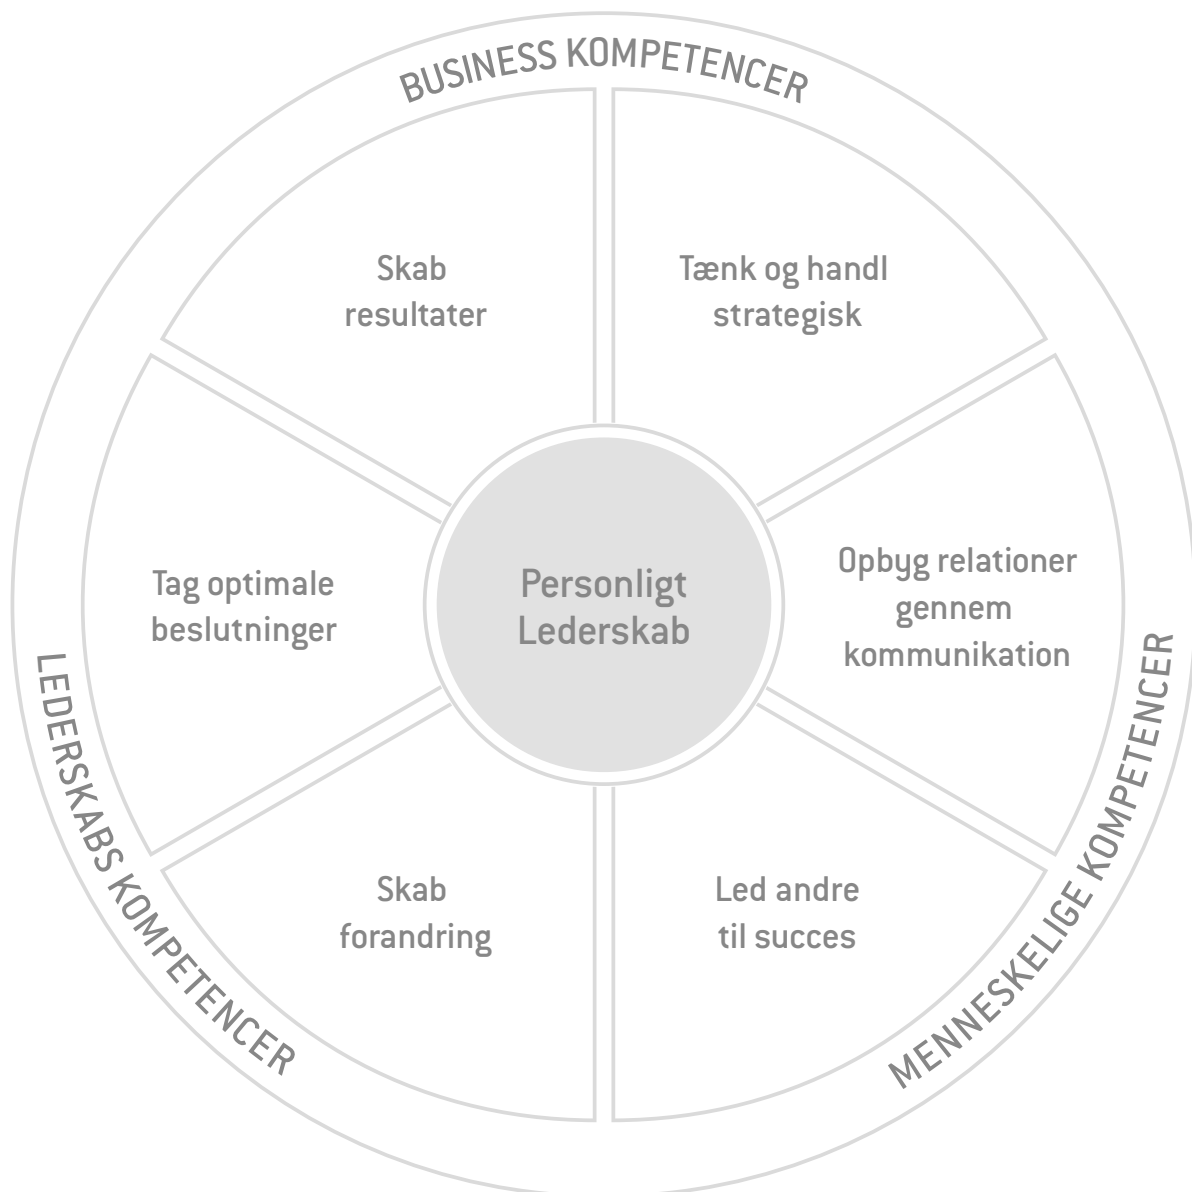 BUSINESS KOMPETENCER
Skab
resultater
Tænk og handl
strategisk
Tag optimale
beslutninger
Personligt
Lederskab
Opbyg relationer
gennem
kommunikation
Skab
forandring
Led andre
til succes
LEDERSKABS KOMPETENCER
MENNESKELIGE KOMPETENCER